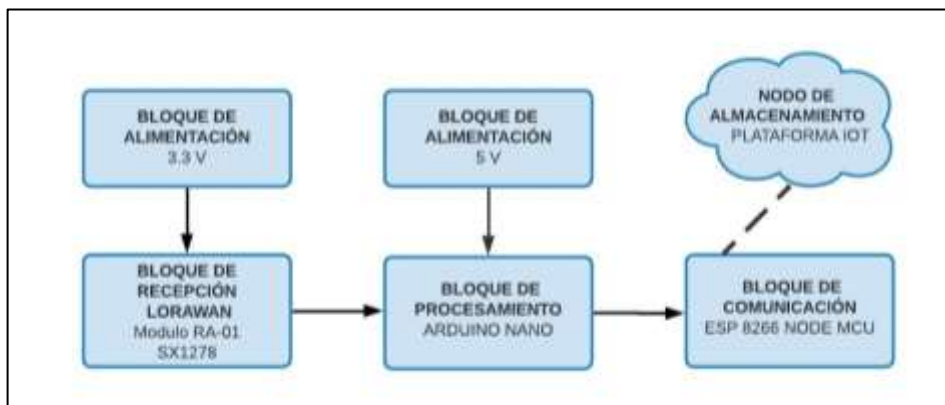 BLOQUE DE
ALIMENTACIÓN
3.3 V
BLOQUE DE
ALIMENTACIÓN
5 V
NODO DE
ALMACENAMIENTO
PLATAFORMA IOT
BLOQUE DE
RECEPCIÓN
LORAWAN
Modulo RA-01
SX1278
BLOQUE DE
PROCESAMIENTO
ARDUINO NANO
BLOQUE DE
COMUNICACIÓN
ESP 8266 NODE MCU